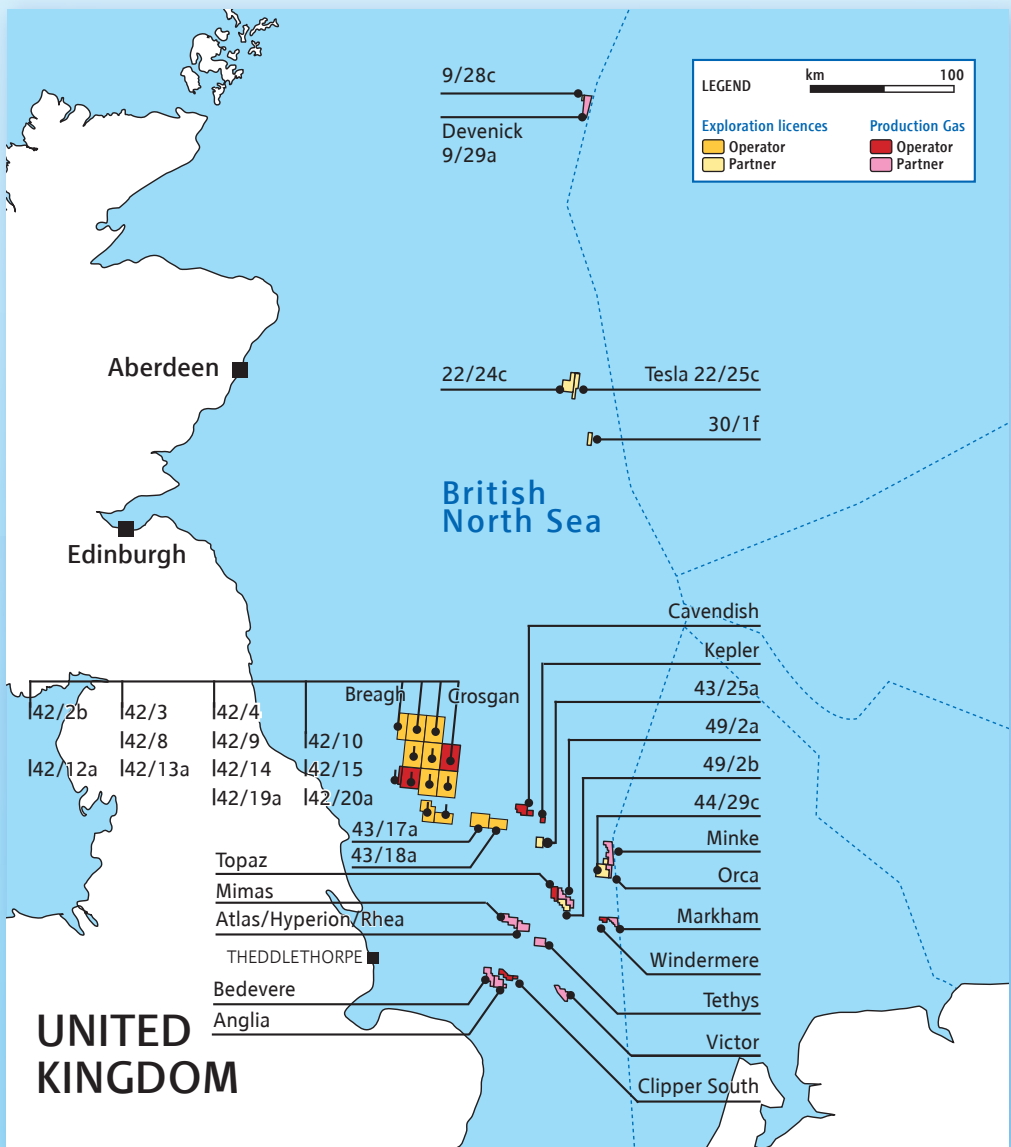 9/28c
Devenick
9/29a
LEGEND
km
100
Exploration licences
Production Gas
Operator
Operator
Partner
Partner
Aberdeen
22/24c
Tesla 22/25c
30/1f
British
North Sea
Edinburgh
Cavendish
Kepler
43/25a
49/2a
49/2b
44/29c
Minke
Orca
Markham
Windermere
Tethys
Victor
Clipper South
Breagh
Crosgan
42/2b
42/3
42/4
42/8
42/9
42/10
42/12a
42/13a
42/14
42/15
42/19a
42/20a
43/17a
43/18a
Topaz
Mimas
Atlas/Hyperion/Rhea
THEDDLETHORPE
Bedevere
Anglia
UNITED
KINGDOM